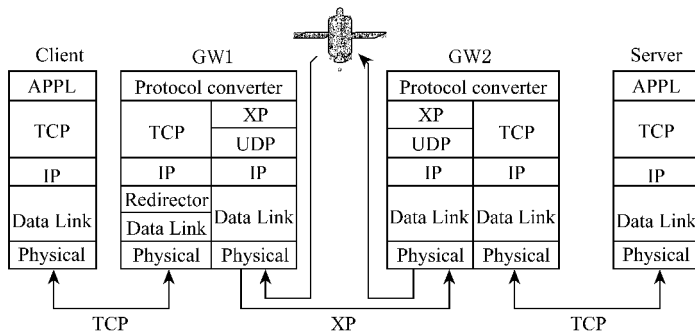 Client
GW1
GW2
Server
APPL
TCP
IP
Data Link
Physical
Protocol converter
TCP
IP
Redirector
Data Link
Physical
XP
UDP
IP
Data Link
Physical
Protocol converter
XP
UDP
IP
Data Link
Physical
TCP
IP
Data Link
Physical
APPL
TCP
IP
Data Link
Physical
TCP
XP
TCP